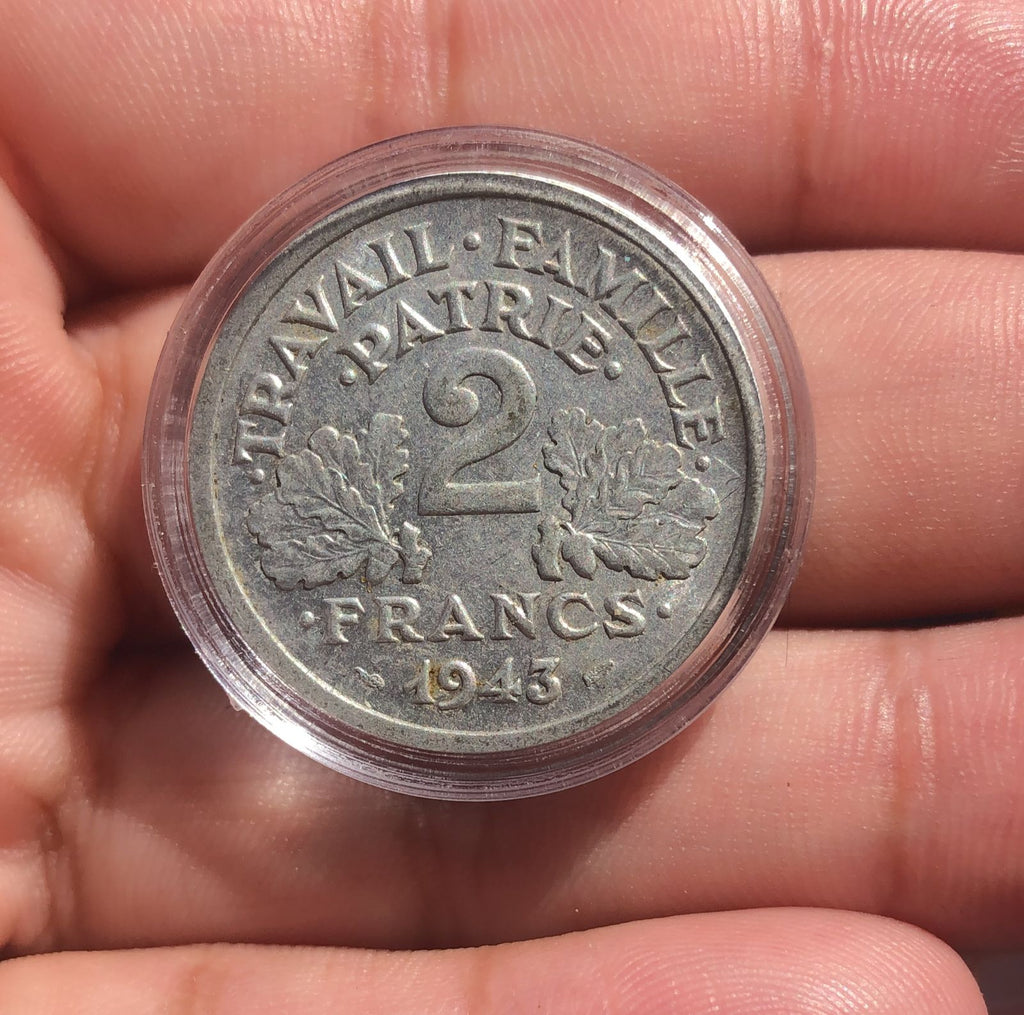 ·TRAVAIL·FAMILLE·
·PATRIE·
2
·FRANCS·
1943